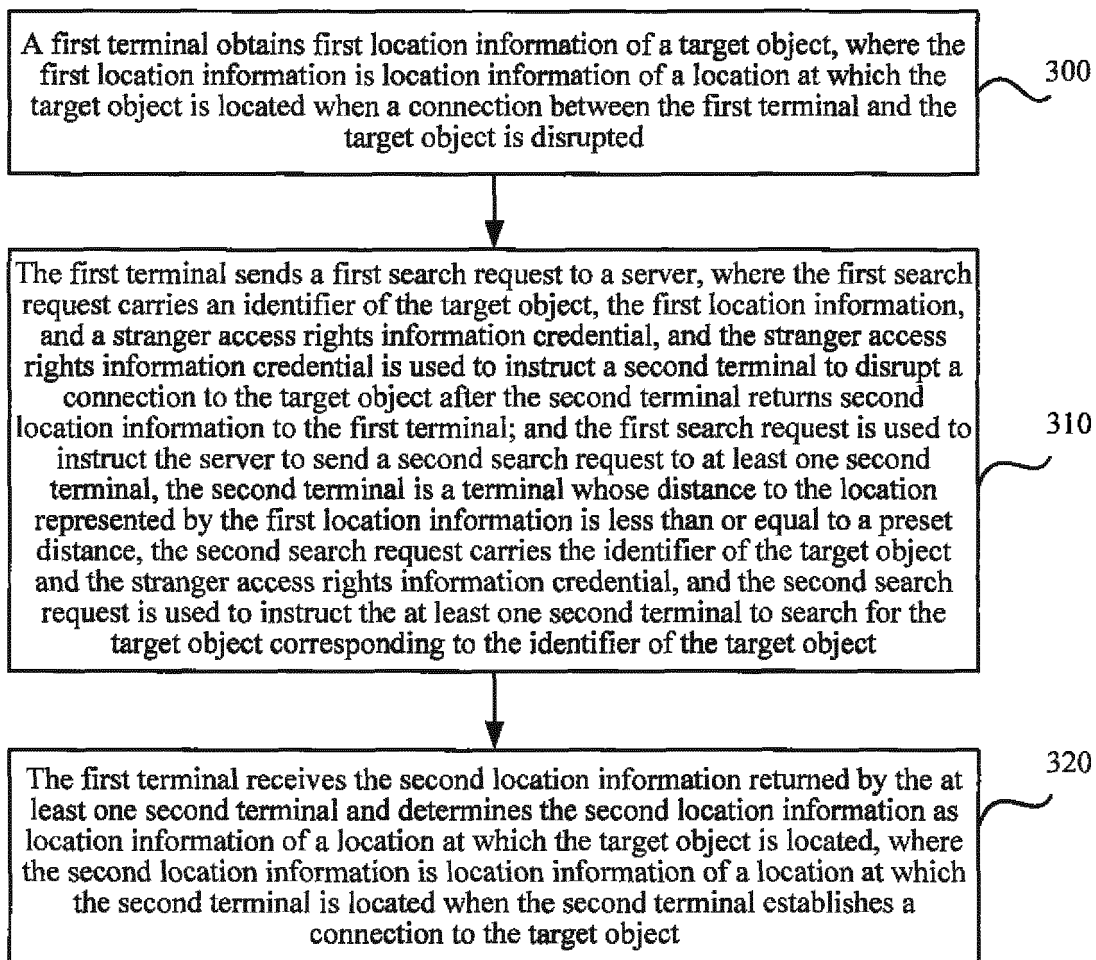 A first terminal obtains first location information of a target object, where the
first location information is location information of a location at which the
target object is located when a connection between the first terminal and the
target object is disrupted
300
The first terminal sends a first search request to a server, where the first search
request carries an identifier of the target object, the first location information,
and a stranger access rights information credential, and the stranger access
rights information credential is used to instruct a second terminal to disrupt a
connection to the target object after the second terminal returns second
location information to the first terminal; and the first search request is used to
instruct the server to send a second search request to at least one second
terminal, the second terminal is a terminal whose distance to the location
represented by the first location information is less than or equal to a preset
distance, the second search request carries the identifier of the target object
and the stranger access rights information credential, and the second search
request is used to instruct the at least one second terminal to search for the
target object corresponding to the identifier of the target object
310
The first terminal receives the second location information returned by the at
least one second terminal and determines the second location information as
location information of a location at which the target object is located, where
the second location information is location information of a location at which
the second terminal is located when the second terminal establishes a
connection to the target object
320